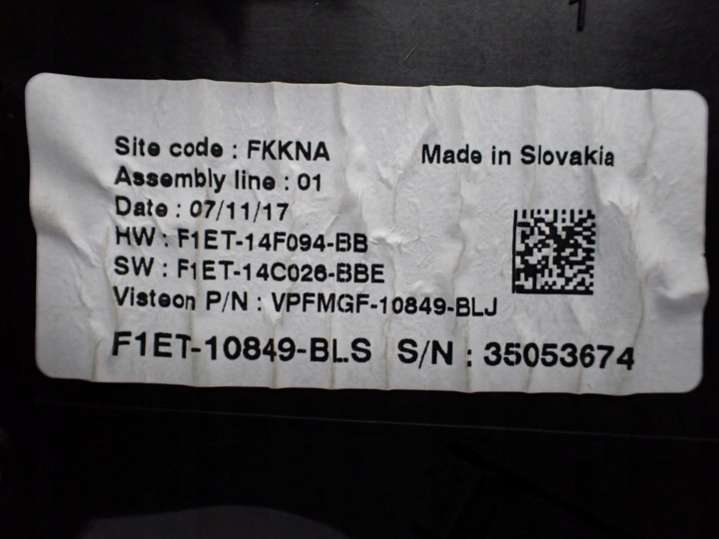 1
Site code : FKKNA
Made in Slovakia
Assembly line : 01
Date : 07/11/17
HW : F1ET-14F094-BB
SW : F1ET-14C026-BBE
Visteon P/N : VPFMGF-10849-BLJ
F1ET-10849-BLS S/N : 35053674